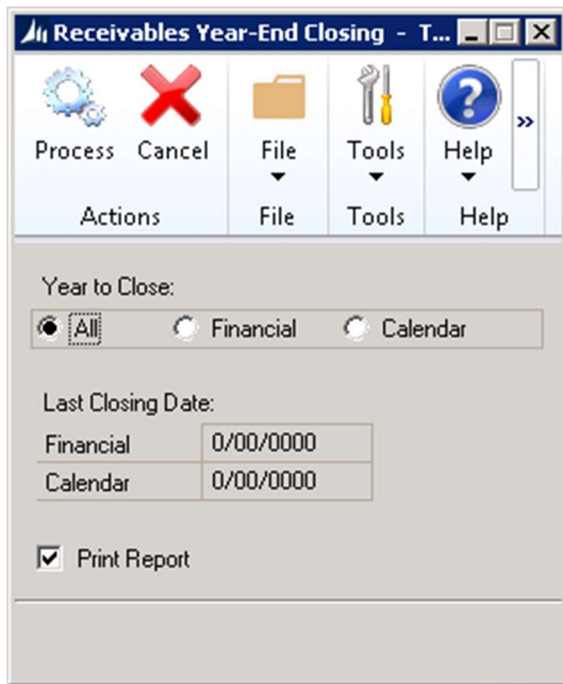 Receivables Year-End Closing - T...
Process Cancel File Tools Help »
Actions File Tools Help
Year to Close:
All Financial Calendar
Last Closing Date:
Financial 0/00/0000
Calendar 0/00/0000
Print Report